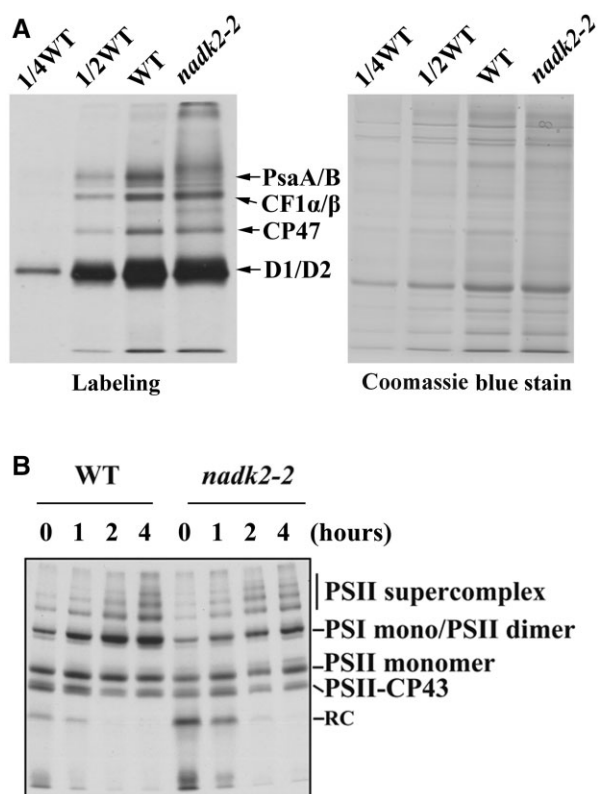 A
1/4WT 1/2WT WT nadk2-2
1/4WT 1/2WT WT nadk2-2
PsaA/B
CF1α/β
CP47
D1/D2
Labeling
Coomassie blue stain
B
WT nadk2-2
0 1 2 4 0 1 2 4 (hours)
PSII supercomplex
PSI mono/PSII dimer
PSII monomer
PSII-CP43
RC